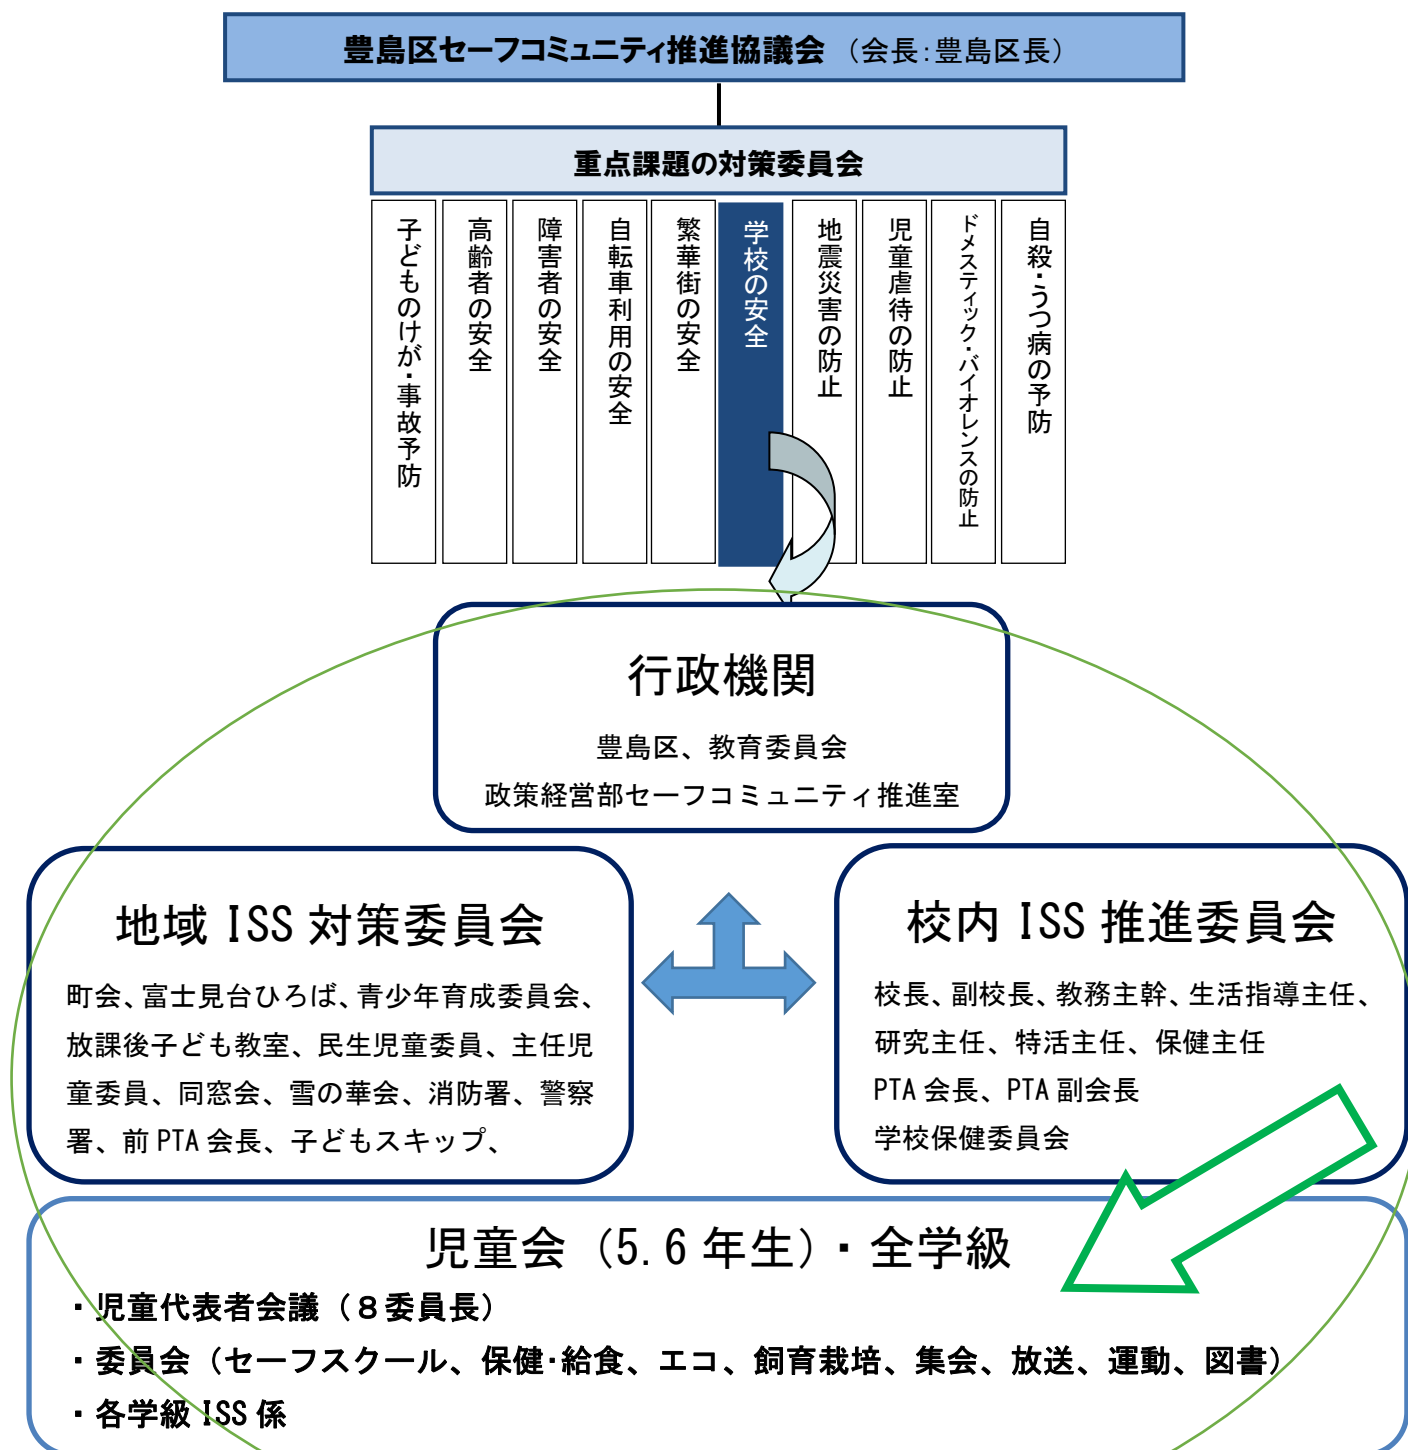 豊島区セーフコミュニティ推進協議会（会長：豊島区長）
重点課題の対策委員会
子どものけが・事故予防
高齢者の安全
障害者の安全
自転車利用の安全
繁華街の安全
学校の安全
地震災害の防止
児童虐待の防止
ドメスティック・バイオレンスの防止
自殺・うつ病の予防
行政機関
豊島区、教育委員会
政策経営部セーフコミュニティ推進室
地域 ISS 対策委員会
町会、富士見台ひろば、青少年育成委員会、
放課後子ども教室、民生児童委員、主任児
童委員、同窓会、雪の華会、消防署、警察
署、前 PTA 会長、子どもスキップ、
校内 ISS 推進委員会
校長、副校長、教務主幹、生活指導主任、
研究主任、特活主任、保健主任
PTA 会長、PTA 副会長
学校保健委員会
児童会（5.6 年生）・全学級
・児童代表者会議（８委員長）
・委員会（セーフスクール、保健・給食、エコ、飼育栽培、集会、放送、運動、図書）
・各学級 ISS 係